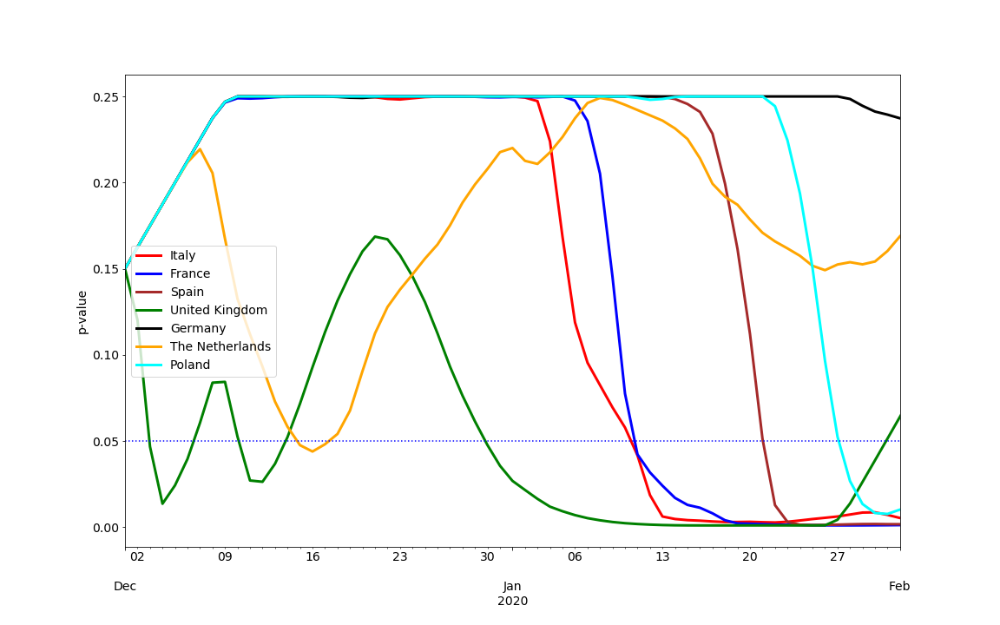 0.25
0.20
0.15
0.10
0.05
0.00
p-value
Italy
France
Spain
United Kingdom
Germany
The Netherlands
Poland
02 09 16 23 30 06 13 20 27
Dec Jan Feb
2020